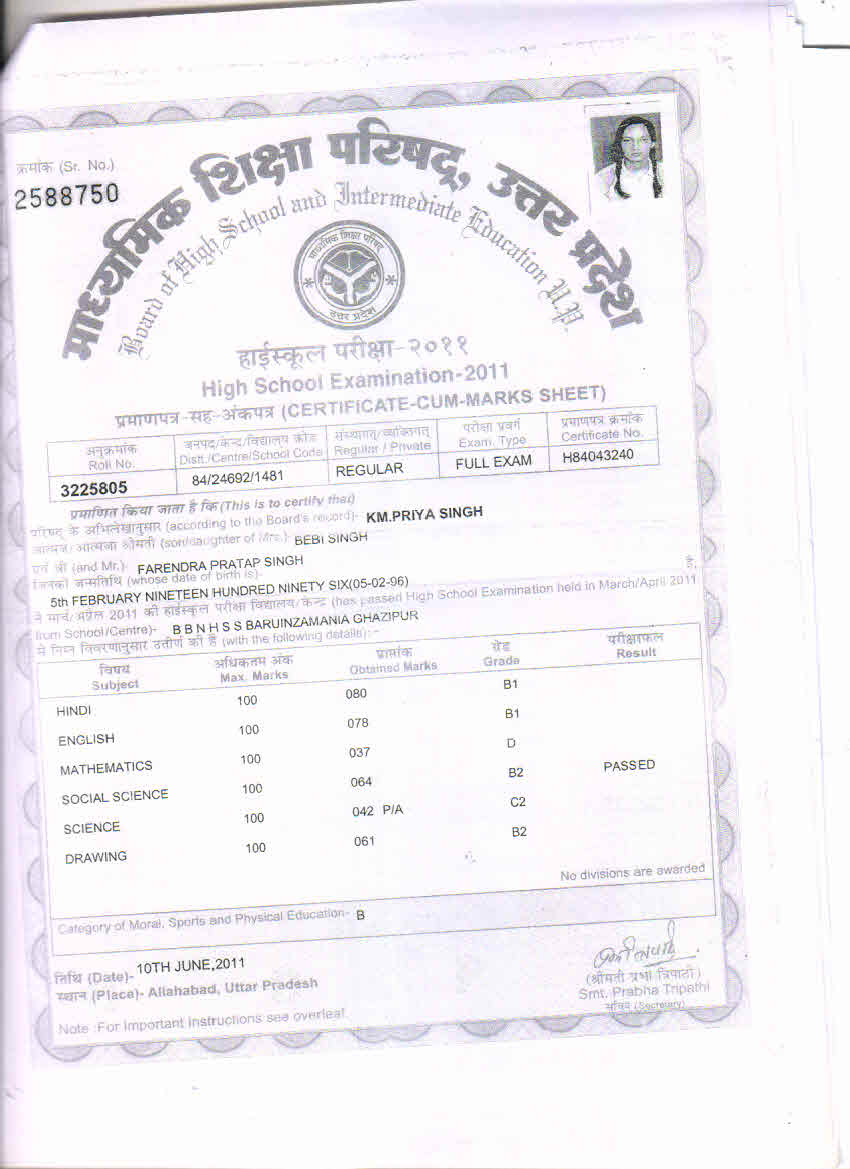 क्रमांक (Sr. No.)
2588750
माध्यमिक शिक्षा परिषद्, उत्तर प्रदेश
Board of High School and Intermediate Education U.P.
माध्यमिक शिक्षा परिषद्
उत्तर प्रदेश
हाईस्कूल परीक्षा-२०११
High School Examination-2011
प्रमाणपत्र-सह-अंकपत्र (CERTIFICATE-CUM-MARKS SHEET)
अनुक्रमांक जनपद/केन्द्र/विद्यालय कोड संस्थागत/व्यक्तिगत् परीक्षा प्रवर्ग प्रमाणपत्र क्रमांक
Roll No. Distt./Centre/School Code Regular / Private Exam. Type Certificate No.
3225805 84/24692/1481 REGULAR FULL EXAM H84043240
प्रमाणित किया जाता है कि (This is to certify that)
परिषद् के अभिलेखानुसार (according to the Board's record)- KM.PRIYA SINGH
आत्मज/आत्मजा श्रीमती (son/daughter of Mrs.)- BEBI SINGH
एवं श्री (and Mr.)- FARENDRA PRATAP SINGH
जिनकी जन्मतिथि (whose date of birth is)-
5th FEBRUARY NINETEEN HUNDRED NINETY SIX(05-02-96) है
ने मार्च/अप्रैल 2011 की हाईस्कूल परीक्षा विद्यालय/केन्द्र (has passed High School Examination held in March/April 2011
from School/Centre)- B B N H S S BARUINZAMANIA GHAZIPUR
से निम्न विवरणानुसार उत्तीर्ण की है (with the following details):-
विषय अधिकतम अंक प्राप्तांक ग्रेड परीक्षाफल
Subject Max. Marks Obtained Marks Grade Result
HINDI 100 080 B1
ENGLISH 100 078 B1
MATHEMATICS 100 037 D
SOCIAL SCIENCE 100 064 B2 PASSED
SCIENCE 100 042 P/A C2
DRAWING 100 061 B2
No divisions are awarded
Category of Moral, Sports and Physical Education- B
तिथि (Date)- 10TH JUNE,2011
स्थान (Place)- Allahabad, Uttar Pradesh
(श्रीमती प्रभा त्रिपाठी)
Smt. Prabha Tripathi
सचिव (Secretary)
Note :For important instructions see overleaf.